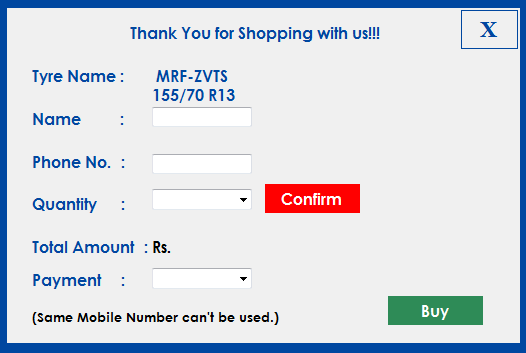 Thank You for Shopping with us!!!
X
Tyre Name : MRF-ZVTS
155/70 R13
Name :
Phone No. :
Quantity : Confirm
Total Amount : Rs.
Payment :
Buy
(Same Mobile Number can't be used.)